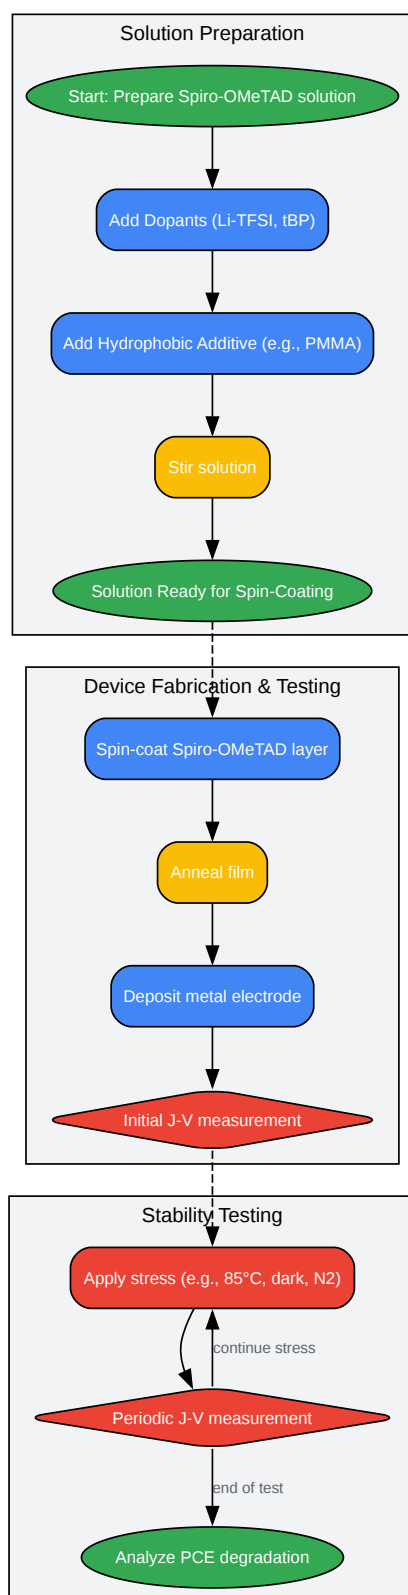 Solution Preparation
Start: Prepare Spiro-OMeTAD solution
Add Dopants (Li-TFSI, tBP)
Add Hydrophobic Additive (e.g., PMMA)
Stir solution
Solution Ready for Spin-Coating
Device Fabrication & Testing
Spin-coat Spiro-OMeTAD layer
Anneal film
Deposit metal electrode
Initial J-V measurement
Stability Testing
Apply stress (e.g., 85°C, dark, N2)
continue stress
Periodic J-V measurement
end of test
Analyze PCE degradation